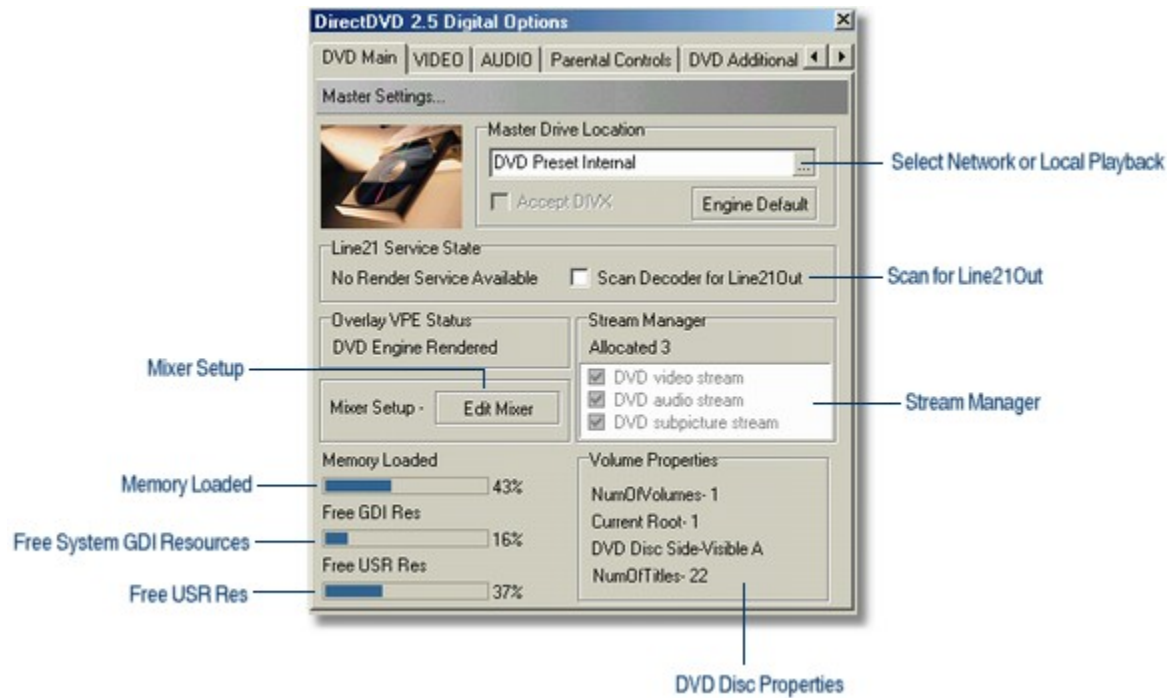 DirectDVD 2.5 Digital Options
DVD Main VIDEO AUDIO Parental Controls DVD Additional
Master Settings...
Master Drive Location
DVD Preset Internal ...
Select Network or Local Playback
Accept DIVX Engine Default
Line21 Service State
No Render Service Available Scan Decoder for Line21Out
Scan for Line21Out
Overlay VPE Status
DVD Engine Rendered
Stream Manager
Allocated 3
DVD video stream
DVD audio stream
DVD subpicture stream
Stream Manager
Mixer Setup
Mixer Setup - Edit Mixer
Memory Loaded
Memory Loaded
43%
Free GDI Res
Free System GDI Resources
16%
Free USR Res
Free USR Res
37%
Volume Properties
NumOfVolumes- 1
Current Root- 1
DVD Disc Side-Visible A
NumOfTitles- 22
DVD Disc Properties